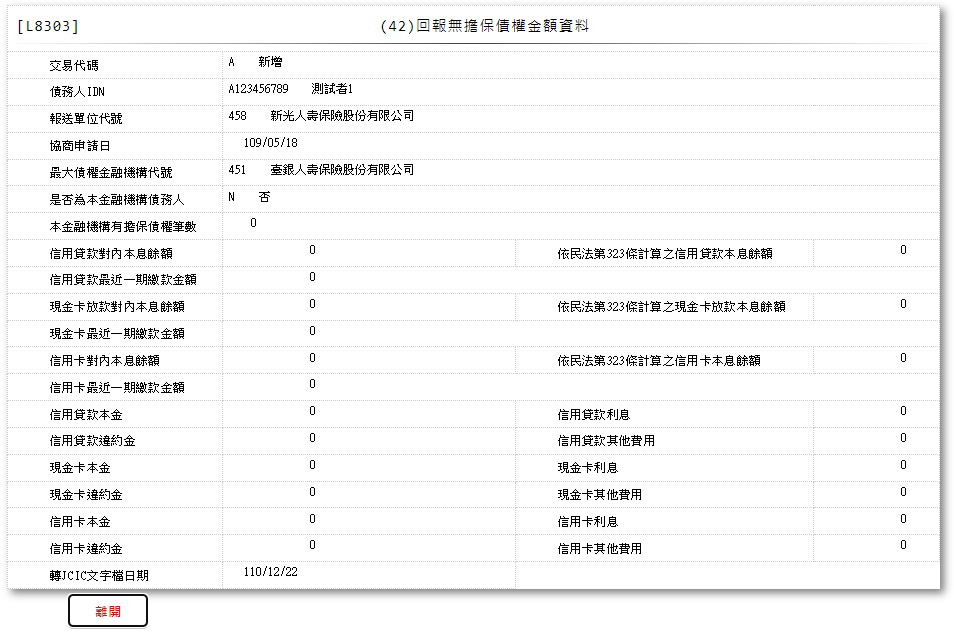 [L8303] (42)回報無擔保債權金額資料
交易代碼 A 新增
債務人IDN A123456789 測試者1
報送單位代號 458 新光人壽保險股份有限公司
協商申請日 109/05/18
最大債權金融機構代號 451 臺銀人壽保險股份有限公司
是否為本金融機構債務人 N 否
本金融機構有擔保債權筆數 0
信用貸款對內本息餘額 0 依民法第323條計算之信用貸款本息餘額 0
信用貸款最近一期繳款金額 0
現金卡放款對內本息餘額 0 依民法第323條計算之現金卡放款本息餘額 0
現金卡最近一期繳款金額 0
信用卡對內本息餘額 0 依民法第323條計算之信用卡本息餘額 0
信用卡最近一期繳款金額 0
信用貸款本金 0 信用貸款利息 0
信用貸款違約金 0 信用貸款其他費用 0
現金卡本金 0 現金卡利息 0
現金卡違約金 0 現金卡其他費用 0
信用卡本金 0 信用卡利息 0
信用卡違約金 0 信用卡其他費用 0
轉JCIC文字檔日期 110/12/22
離開